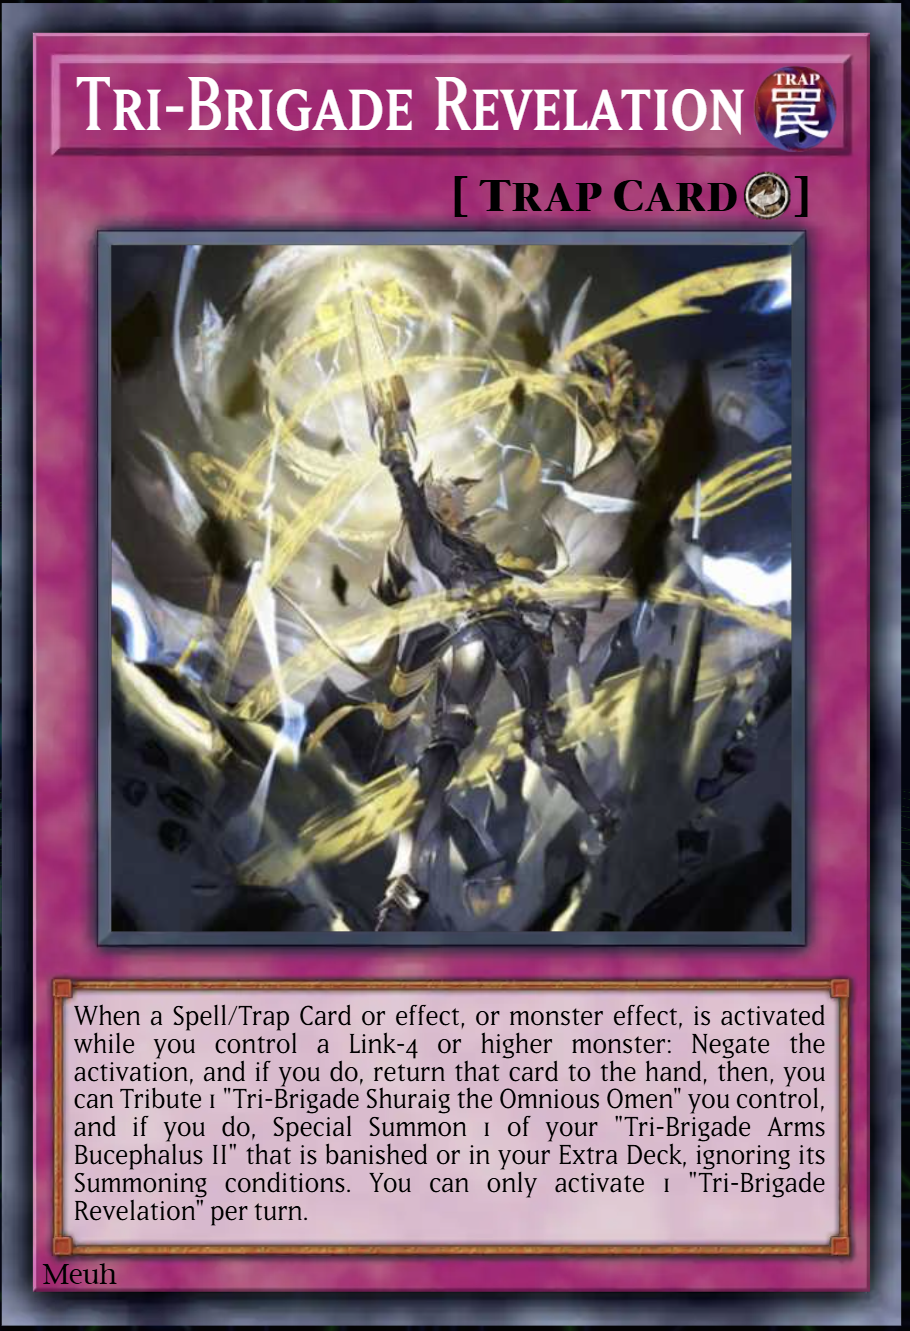 Tri-Brigade Revelation
TRAP
罠
[ Trap Card ]
When a Spell/Trap Card or effect, or monster effect, is activated
while you control a Link-4 or higher monster: Negate the
activation, and if you do, return that card to the hand, then, you
can Tribute 1 "Tri-Brigade Shuraig the Omnious Omen" you control,
and if you do, Special Summon 1 of your "Tri-Brigade Arms
Bucephalus II" that is banished or in your Extra Deck, ignoring its
Summoning conditions. You can only activate 1 "Tri-Brigade
Revelation" per turn.
Meuh